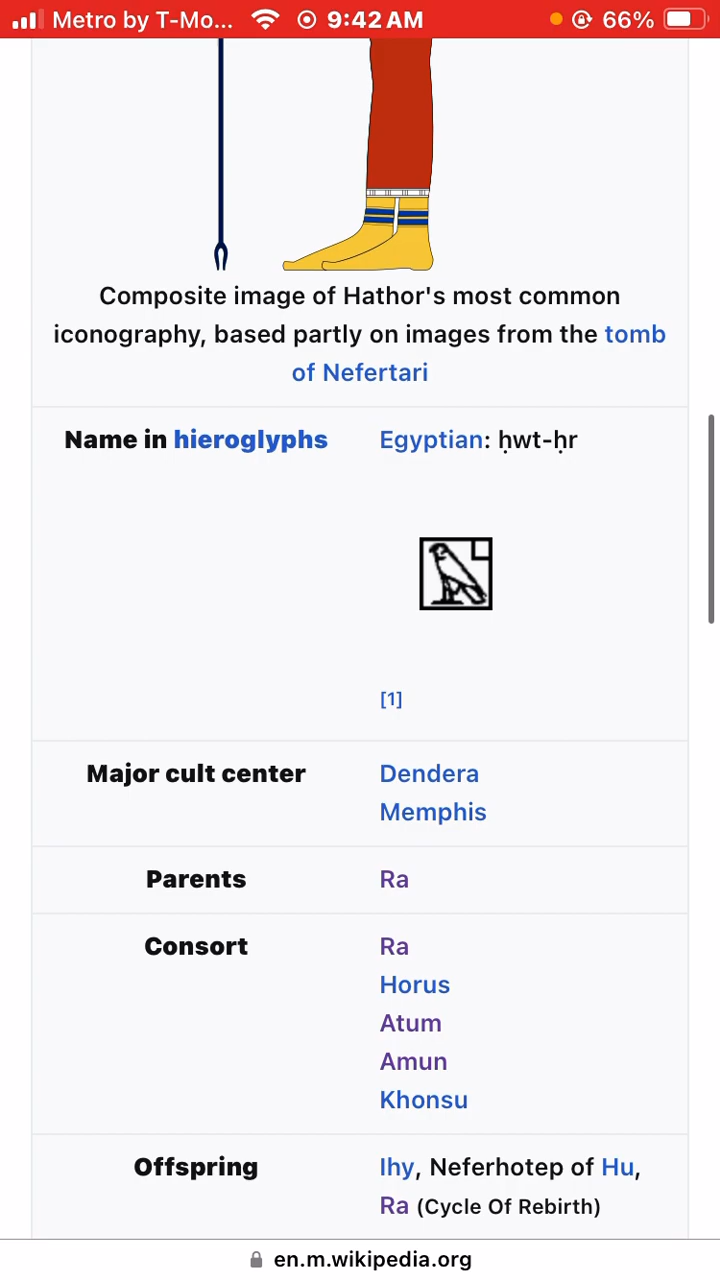 Metro by T-Mo... 9:42 AM 66%
Composite image of Hathor's most common
iconography, based partly on images from the tomb
of Nefertari
Name in hieroglyphs Egyptian: ḥwt-ḥr
[1]
Major cult center Dendera
Memphis
Parents Ra
Consort Ra
Horus
Atum
Amun
Khonsu
Offspring Ihy, Neferhotep of Hu,
Ra (Cycle Of Rebirth)
en.m.wikipedia.org